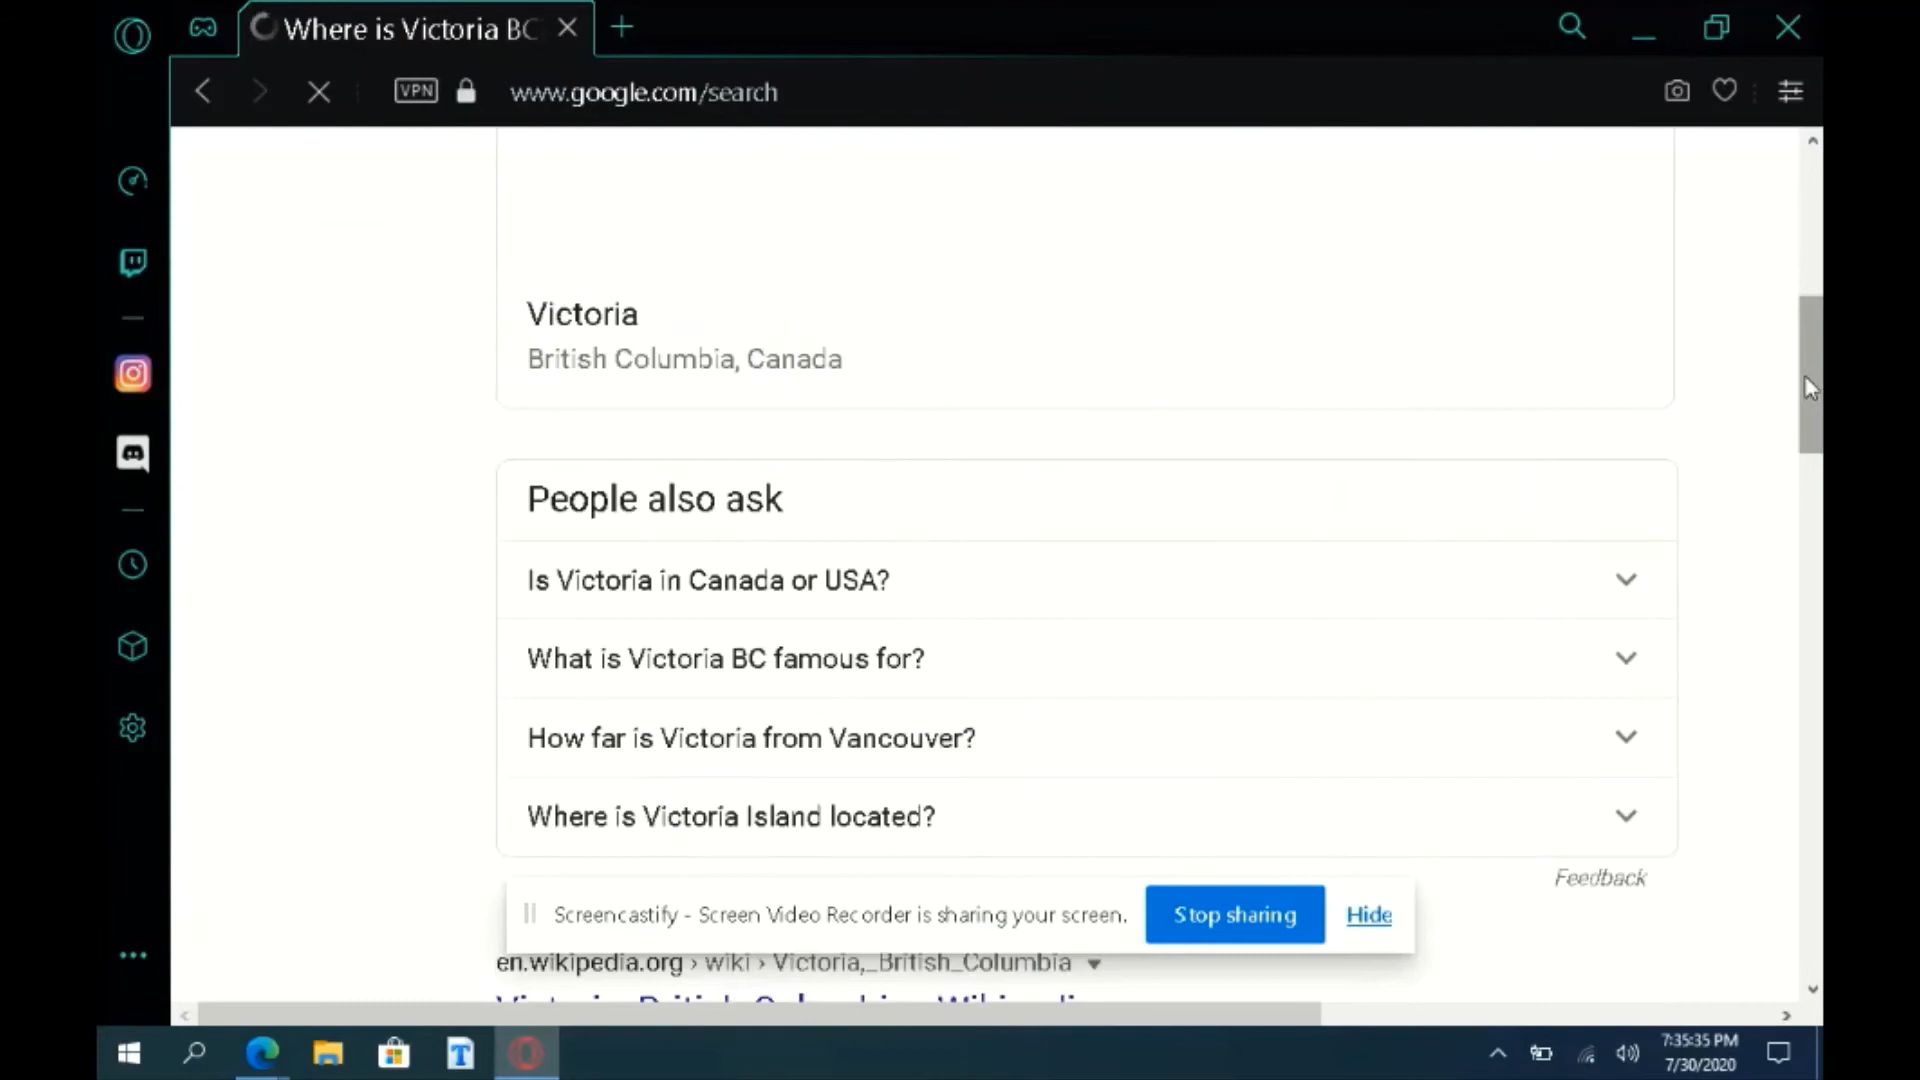 Where is Victoria BC
VPN
www.google.com/search
Victoria
British Columbia, Canada
People also ask
Is Victoria in Canada or USA?
What is Victoria BC famous for?
How far is Victoria from Vancouver?
Where is Victoria Island located?
Feedback
Screencastify - Screen Video Recorder is sharing your screen. Stop sharing Hide
en.wikipedia.org › wiki › Victoria,_British_Columbia
7:35:35 PM
7/30/2020